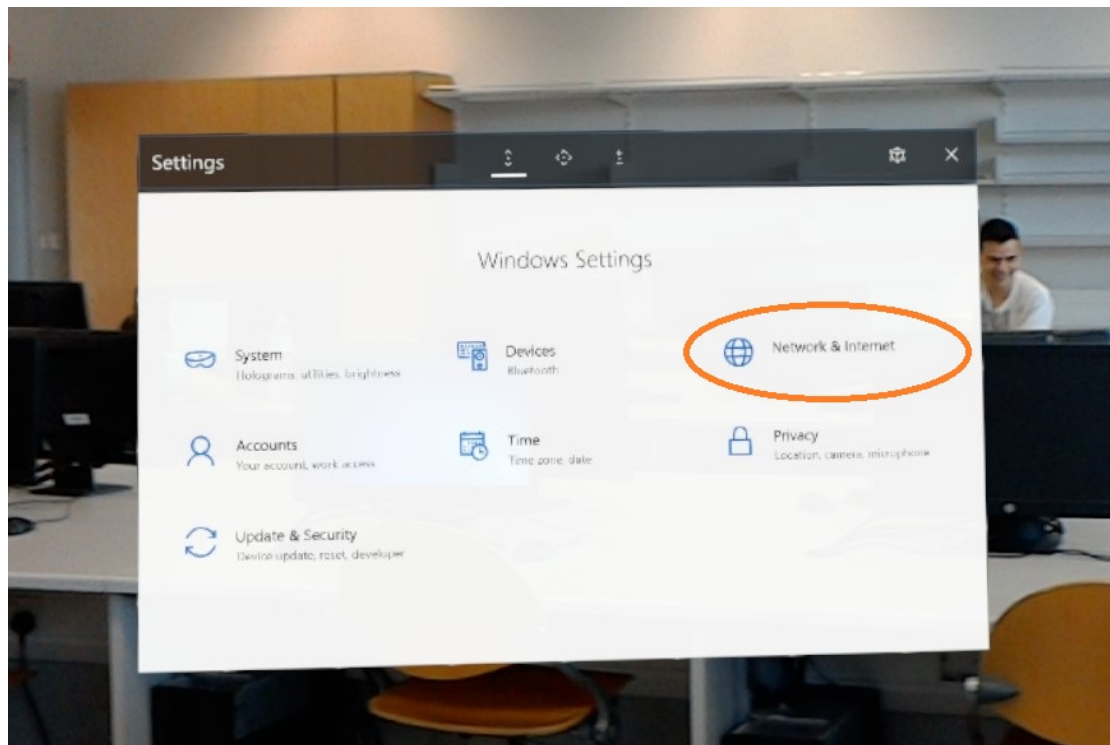 Settings
Windows Settings
System
Holograms, utilities, brightness
Devices
Bluetooth
Network & Internet
Accounts
Your account, work access
Time
Time zone, date
Privacy
Location, camera, microphone
Update & Security
Device update, reset, developer